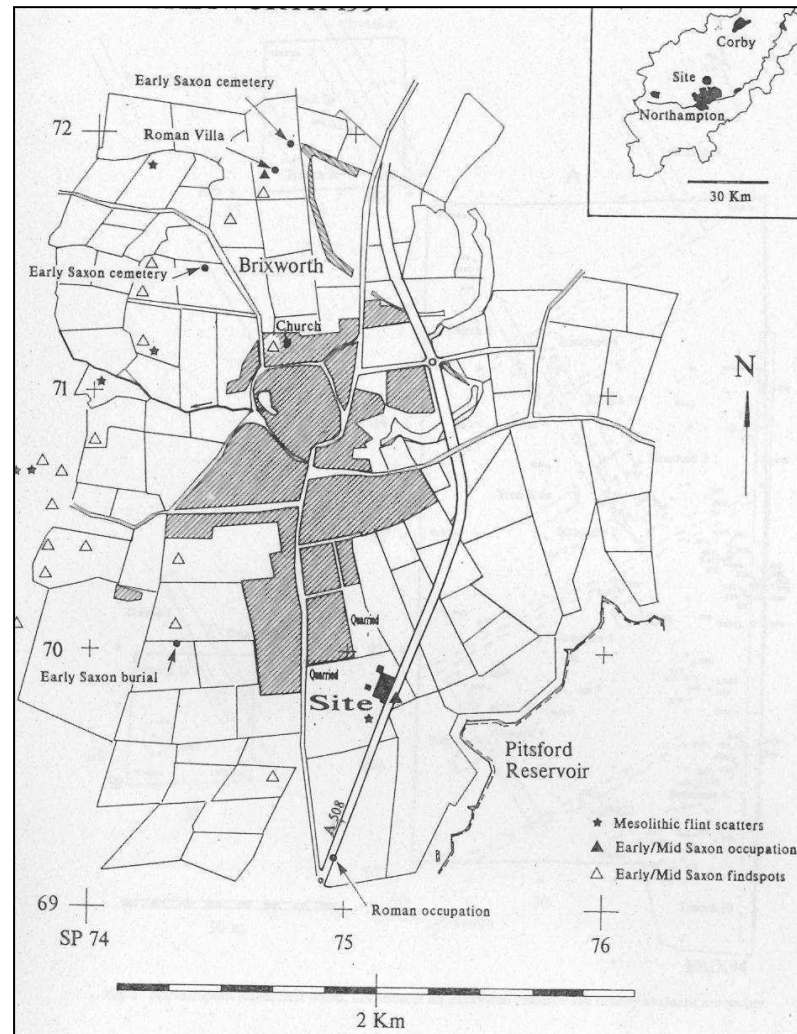 Corby
Site
Northampton
30 Km
Early Saxon cemetery
72
Roman Villa
Early Saxon cemetery
Brixworth
Church
71
N
Quarried
70
Quarried
Early Saxon burial
Site
Pitsford
Reservoir
A 508
Mesolithic flint scatters
Early/Mid Saxon occupation
Early/Mid Saxon findspots
69
Roman occupation
SP 74
75
76
2 Km